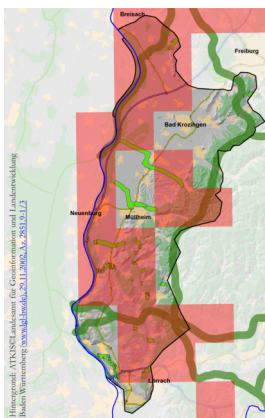 Breisach
Freiburg
Bad Krozingen
Neuenburg
Müllheim
Lörrach
Hintergrund: ATKIS©Landesamt für Geoinformation und Landentwicklung
Baden Württemberg (www.lgl-bw.de), 29.11.2002, Az. 2851.9-1/3